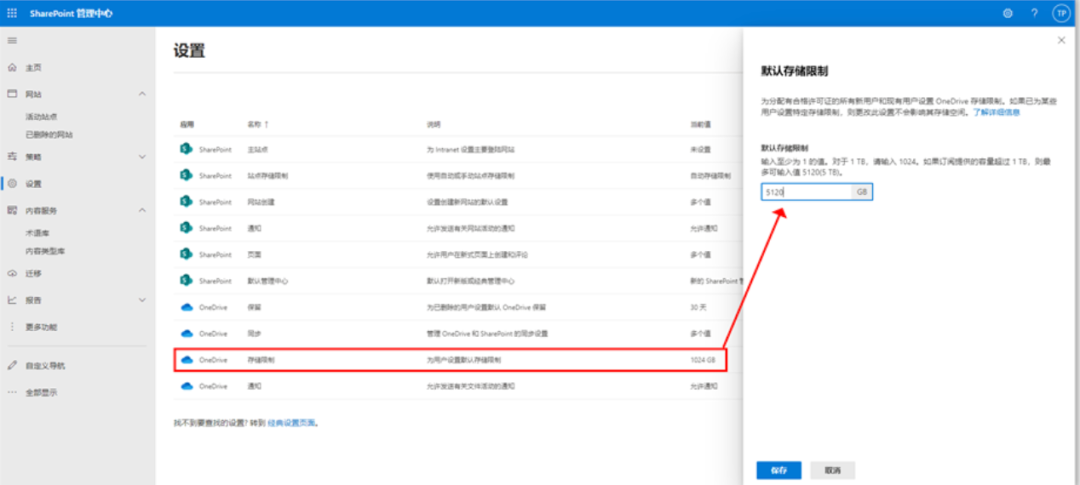 SharePoint 管理中心
TP
主页
网站
活动站点
已删除的网站
策略
设置
内容服务
术语库
内容类型库
迁移
报告
更多功能
自定义导航
全部显示
设置
应用 名称 ↑ 说明 当前值
SharePoint 主站点 为 Intranet 设置主要登陆网站 未设置
SharePoint 站点存储限制 使用自动或手动站点存储限制 自动存储限制
SharePoint 网站创建 设置创建新网站的默认设置 多个值
SharePoint 通知 允许发送有关网站活动的通知 允许通知
SharePoint 页面 允许用户在新式页面上创建和评论 多个值
SharePoint 默认管理中心 默认打开新版或经典管理中心 新的 SharePoint 管
OneDrive 保留 为已删除的用户设置默认 OneDrive 保留 30 天
OneDrive 同步 管理 OneDrive 和 SharePoint 的同步设置 多个值
OneDrive 存储限制 为用户设置默认存储限制 1024 GB
OneDrive 通知 允许发送有关文件活动的通知 允许通知
找不到要查找的设置? 转到 经典设置页面。
默认存储限制
为分配有合格许可证的所有新用户和现有用户设置 OneDrive 存储限制。如果已为某些
用户设置特定存储限制，则更改此设置不会影响其存储空间。了解详细信息
默认存储限制
输入至少为 1 的值。对于 1 TB，请输入 1024。如果订阅提供的容量超过 1 TB，则最
多可输入值 5120(5 TB)。
5120 GB
保存 取消